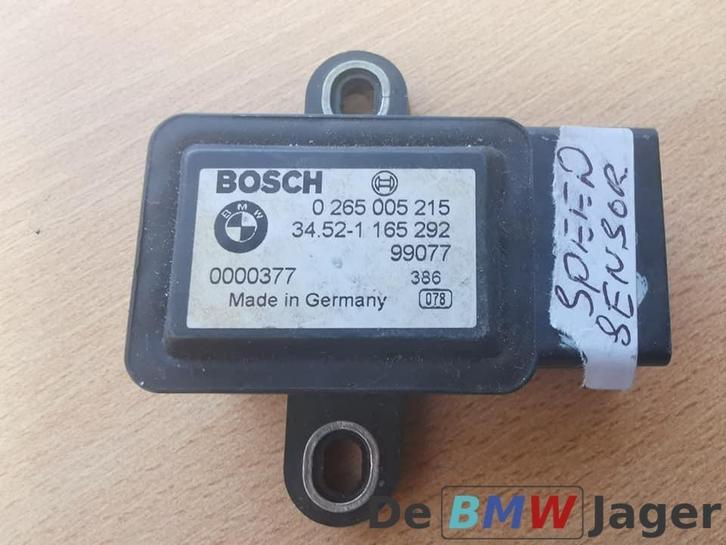 BOSCH
BMW
0 265 005 215
34.52-1 165 292
99077
0000377
386
Made in Germany
078
SPEED
SENSOR
De BMW Jager